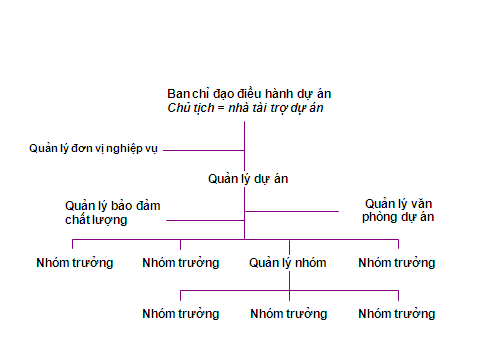 Ban chỉ đạo điều hành dự án
Chủ tịch = nhà tài trợ dự án
Quản lý đơn vị nghiệp vụ
Quản lý dự án
Quản lý bảo đảm
chất lượng
Quản lý văn
phòng dự án
Nhóm trưởng
Nhóm trưởng
Quản lý nhóm
Nhóm trưởng
Nhóm trưởng
Nhóm trưởng
Nhóm trưởng